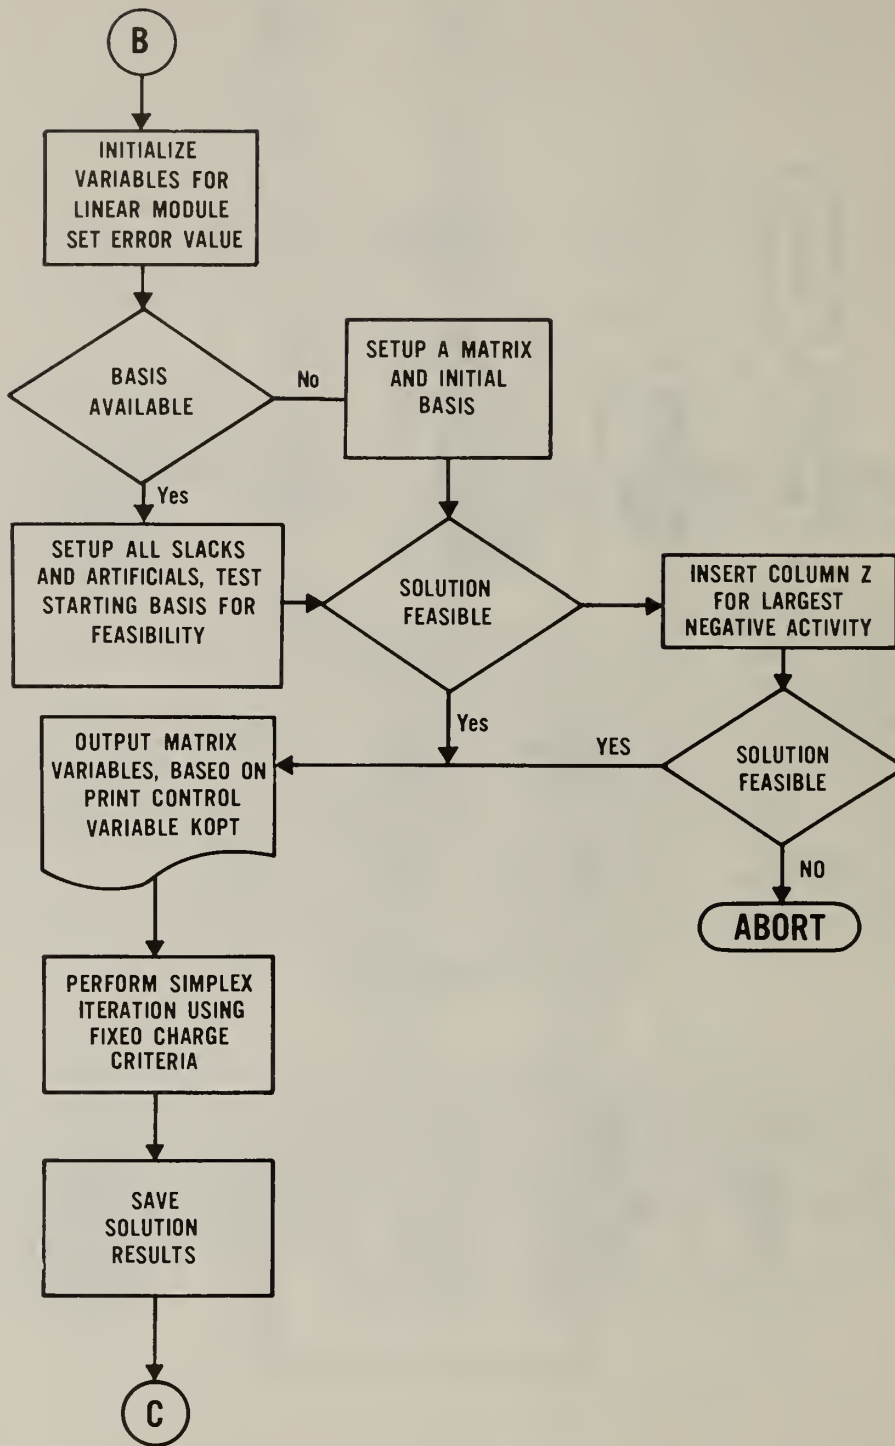 B
INITIALIZE
VARIABLES FOR
LINEAR MODULE
SET ERROR VALUE
BASIS
AVAILABLE
No
SETUP A MATRIX
AND INITIAL
BASIS
Yes
SETUP ALL SLACKS
AND ARTIFICIALS, TEST
STARTING BASIS FOR
FEASIBILITY
SOLUTION
FEASIBLE
INSERT COLUMN Z
FOR LARGEST
NEGATIVE ACTIVITY
Yes
YES
SOLUTION
FEASIBLE
NO
ABORT
OUTPUT MATRIX
VARIABLES, BASED ON
PRINT CONTROL
VARIABLE KOPT
PERFORM SIMPLEX
ITERATION USING
FIXEO CHARGE
CRITERIA
SAVE
SOLUTION
RESULTS
C